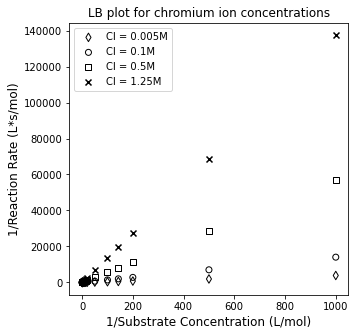 LB plot for chromium ion concentrations
140000
120000
100000
80000
60000
40000
20000
0
1/Reaction Rate (L*s/mol)
CI = 0.005M
CI = 0.1M
CI = 0.5M
CI = 1.25M
0 200 400 600 800 1000
1/Substrate Concentration (L/mol)